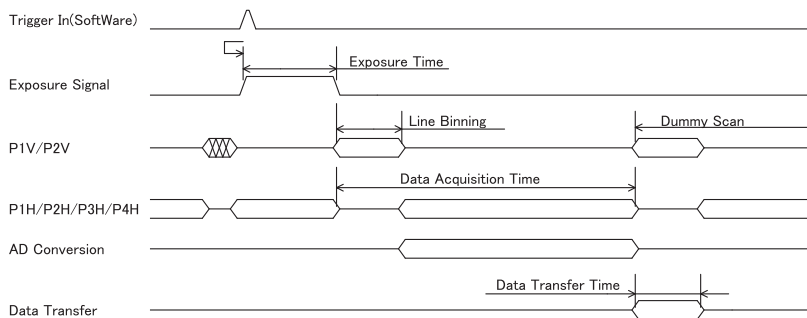 Trigger In(SoftWare)
Exposure Time
Exposure Signal
Line Binning
Dummy Scan
P1V/P2V
Data Acquisition Time
P1H/P2H/P3H/P4H
AD Conversion
Data Transfer Time
Data Transfer